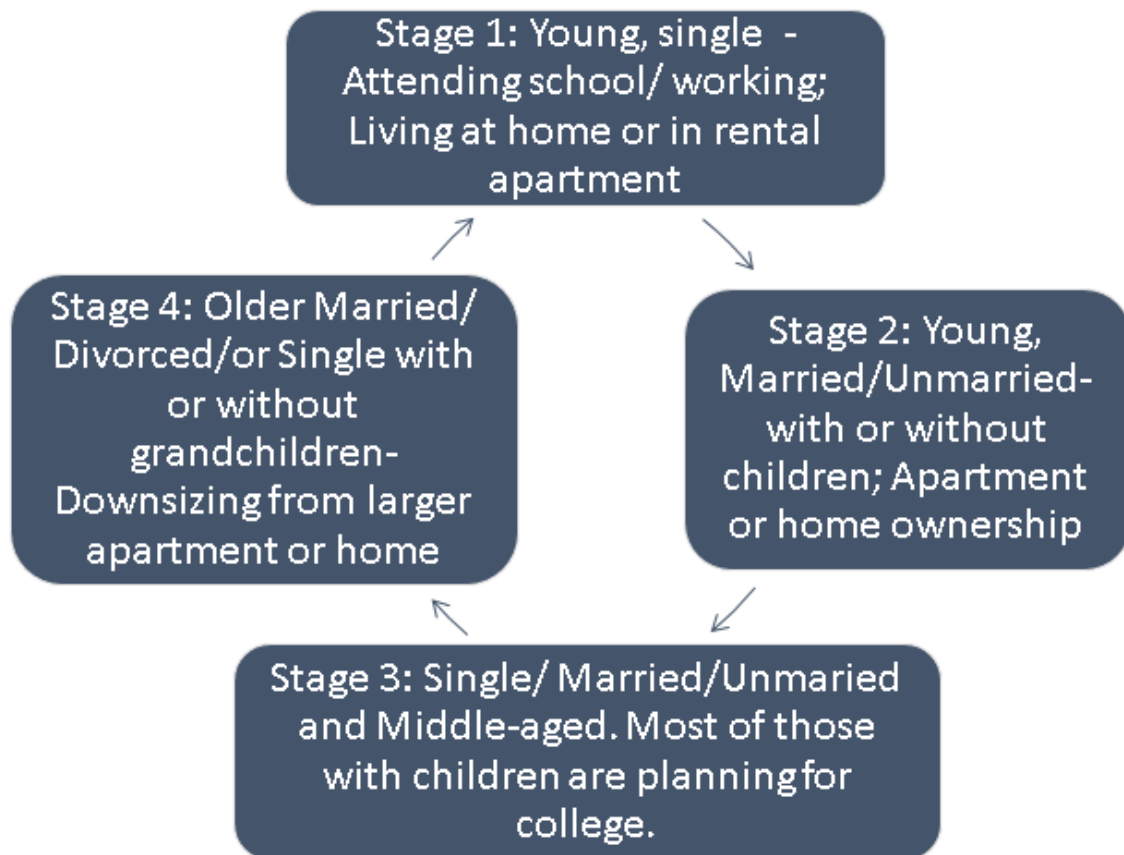 Stage 1: Young, single -
Attending school/ working;
Living at home or in rental
apartment
Stage 2: Young,
Married/Unmarried-
with or without
children; Apartment
or home ownership
Stage 3: Single/ Married/Unmaried
and Middle-aged. Most of those
with children are planning for
college.
Stage 4: Older Married/
Divorced/or Single with
or without
grandchildren-
Downsizing from larger
apartment or home